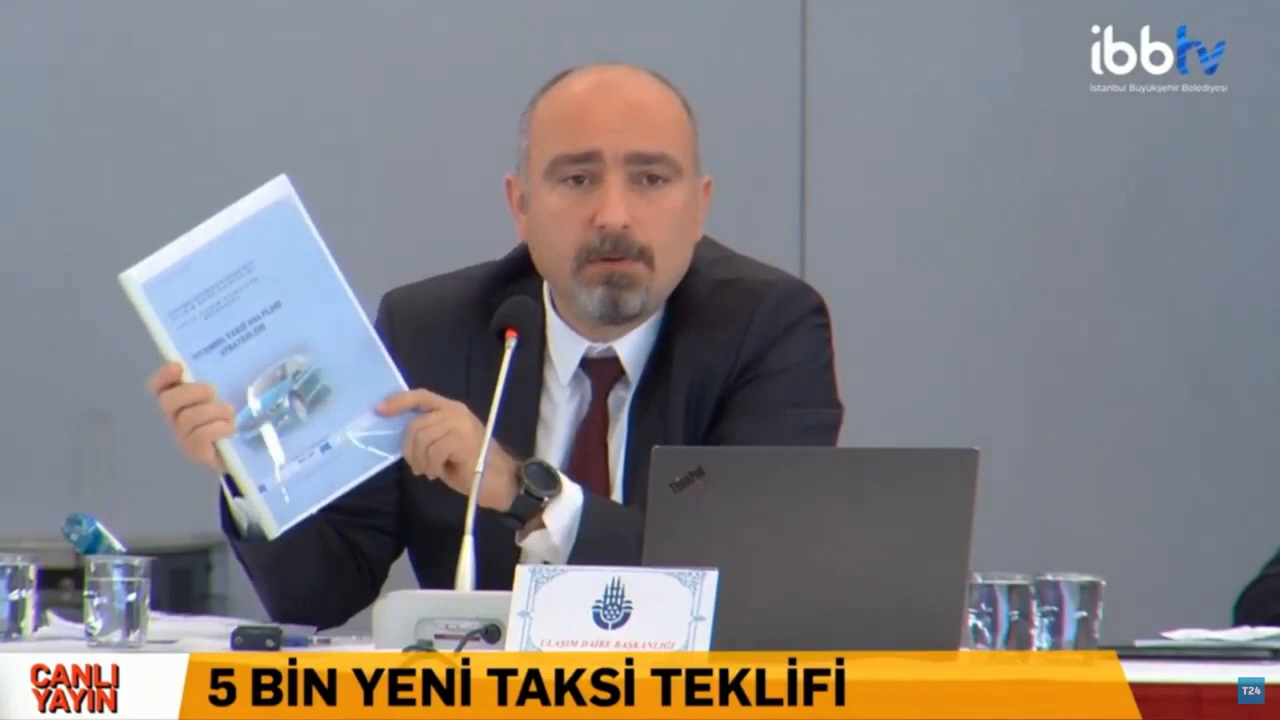 ibbtv
İstanbul Büyükşehir Belediyesi
ThinkPad
ULAŞIM DAİRE BAŞKANLIĞI
CANLI
YAYIN
5 BİN YENİ TAKSİ TEKLİFİ
T24